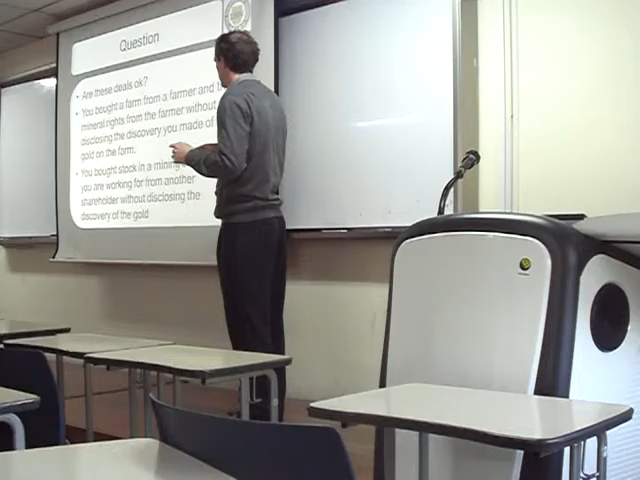 Question
• Are these deals ok?
• You bought a farm from a farmer and
mineral rights from the farmer without
disclosing the discovery you made of
gold on the farm.
• You bought stock in a mining
you are working for from another
shareholder without disclosing the
discovery of the gold